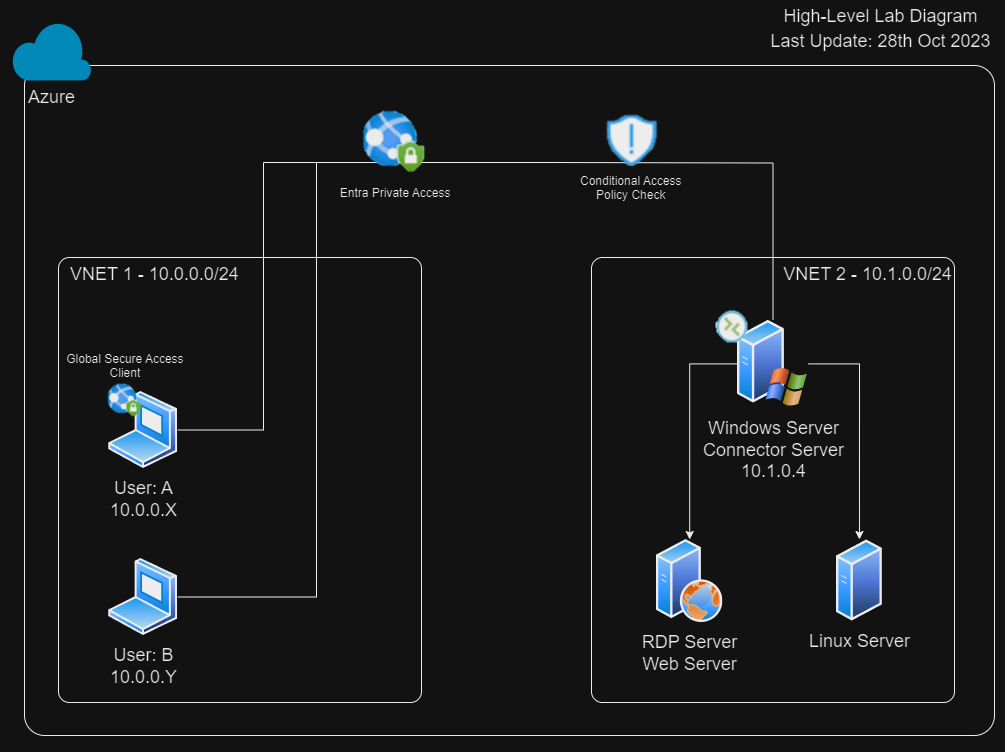 High-Level Lab Diagram
Last Update: 28th Oct 2023
Azure
Entra Private Access
Conditional Access
Policy Check
VNET 1 - 10.0.0.0/24
VNET 2 - 10.1.0.0/24
Global Secure Access
Client
User: A
10.0.0.X
User: B
10.0.0.Y
Windows Server
Connector Server
10.1.0.4
RDP Server
Web Server
Linux Server